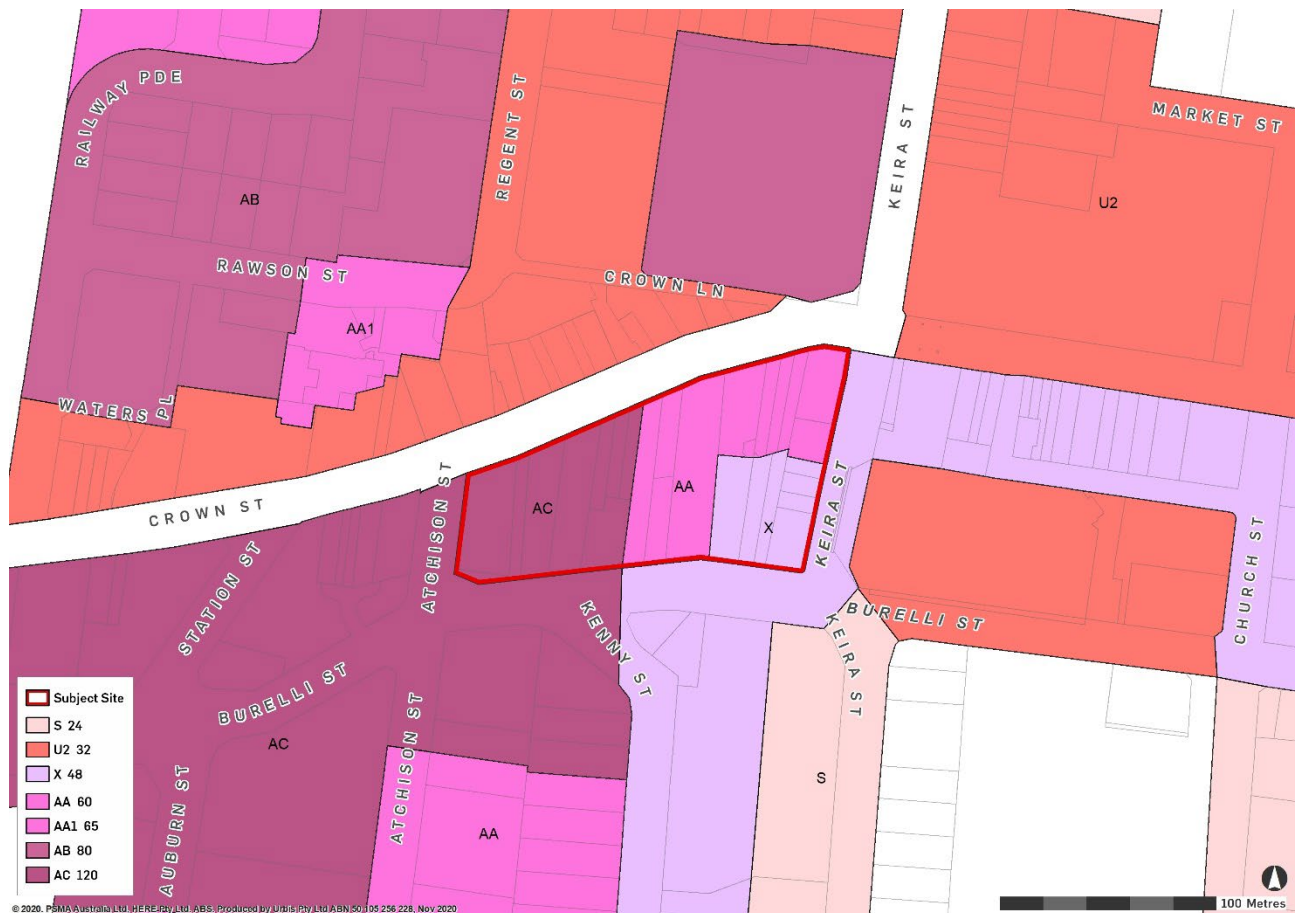 RAILWAY PDE
REGENT ST
KEIRA ST
MARKET ST
AB
U2
RAWSON ST
CROWN LN
AA1
WATERS PL
CROWN ST
ATCHISON ST
AC
AA
X
KEIRA ST
CHURCH ST
STATION ST
KENNY ST
BURELLI ST
KEIRA ST
BURELLI ST
AC
ATCHISON ST
AUBURN ST
AA
S
Subject Site
S 24
U2 32
X 48
AA 60
AA1 65
AB 80
AC 120
100 Metres
© 2020. PSMA Australia Ltd, HERE Pty Ltd. ABS. Produced by Urbis Pty Ltd ABN 50 105 256 228, Nov 2020